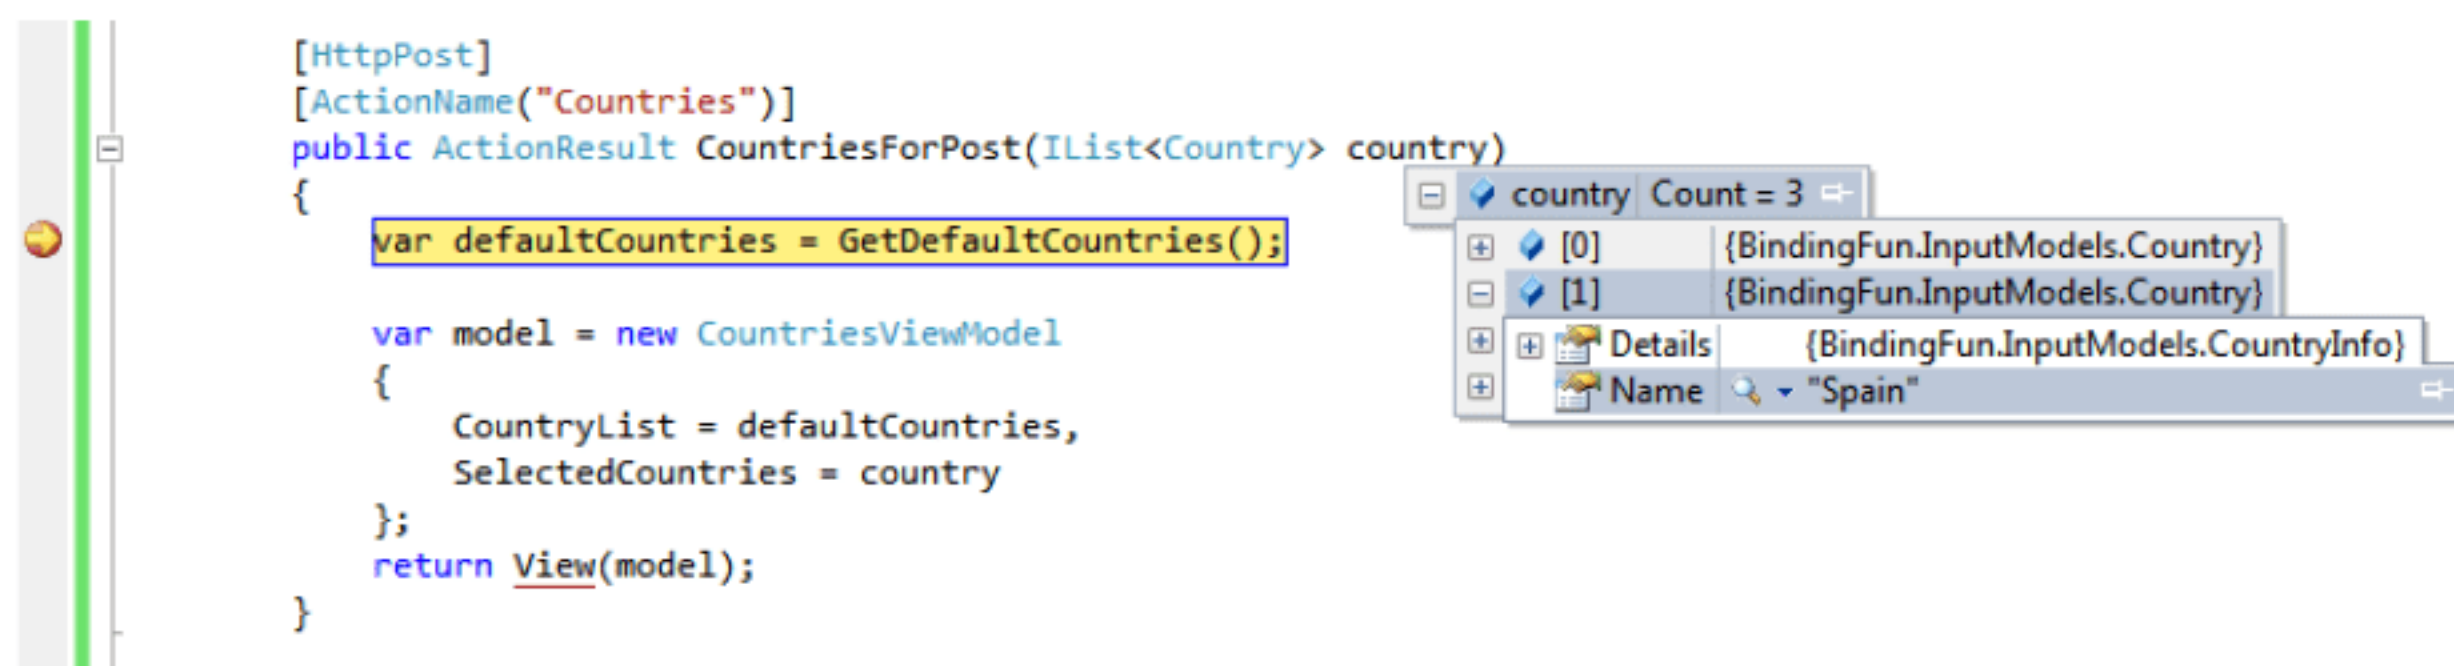 [HttpPost]
[ActionName("Countries")]
public ActionResult CountriesForPost(IList<Country> country)
{
var defaultCountries = GetDefaultCountries();
var model = new CountriesViewModel
{
CountryList = defaultCountries,
SelectedCountries = country
};
return View(model);
}
country Count = 3
[0] {BindingFun.InputModels.Country}
[1] {BindingFun.InputModels.Country}
Details {BindingFun.InputModels.CountryInfo}
Name "Spain"